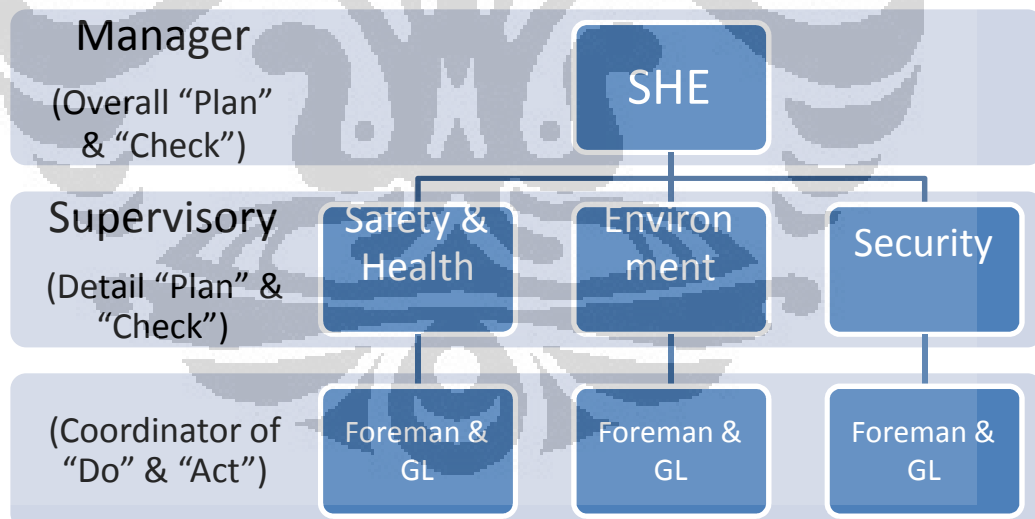 Manager
(Overall “Plan”
& “Check”)
SHE
Supervisory
(Detail “Plan” &
“Check”)
Safety &
Health
Environ
ment
Security
(Coordinator of
“Do” & “Act”)
Foreman &
GL
Foreman &
GL
Foreman &
GL